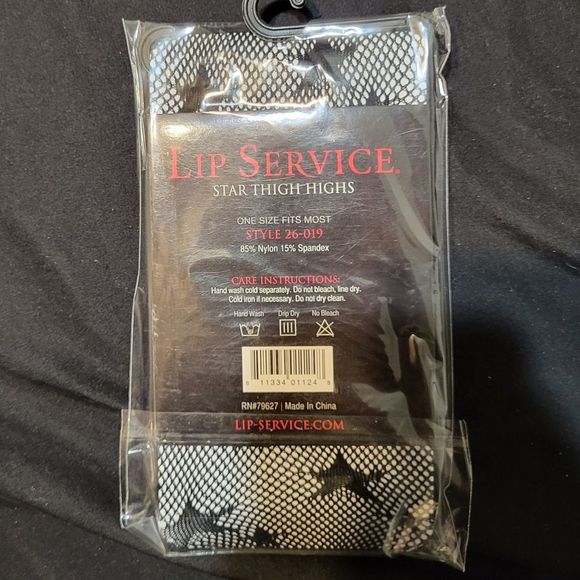 LIP SERVICE®
STAR THIGH HIGHS
ONE SIZE FITS MOST
STYLE 26-019
85% Nylon 15% Spandex
CARE INSTRUCTIONS:
Hand wash cold separately. Do not bleach, line dry.
Cold iron if necessary. Do not dry clean.
Hand Wash Drip Dry No Bleach
6 11334 01124 8
RN#79627 | Made In China
LIP-SERVICE.COM